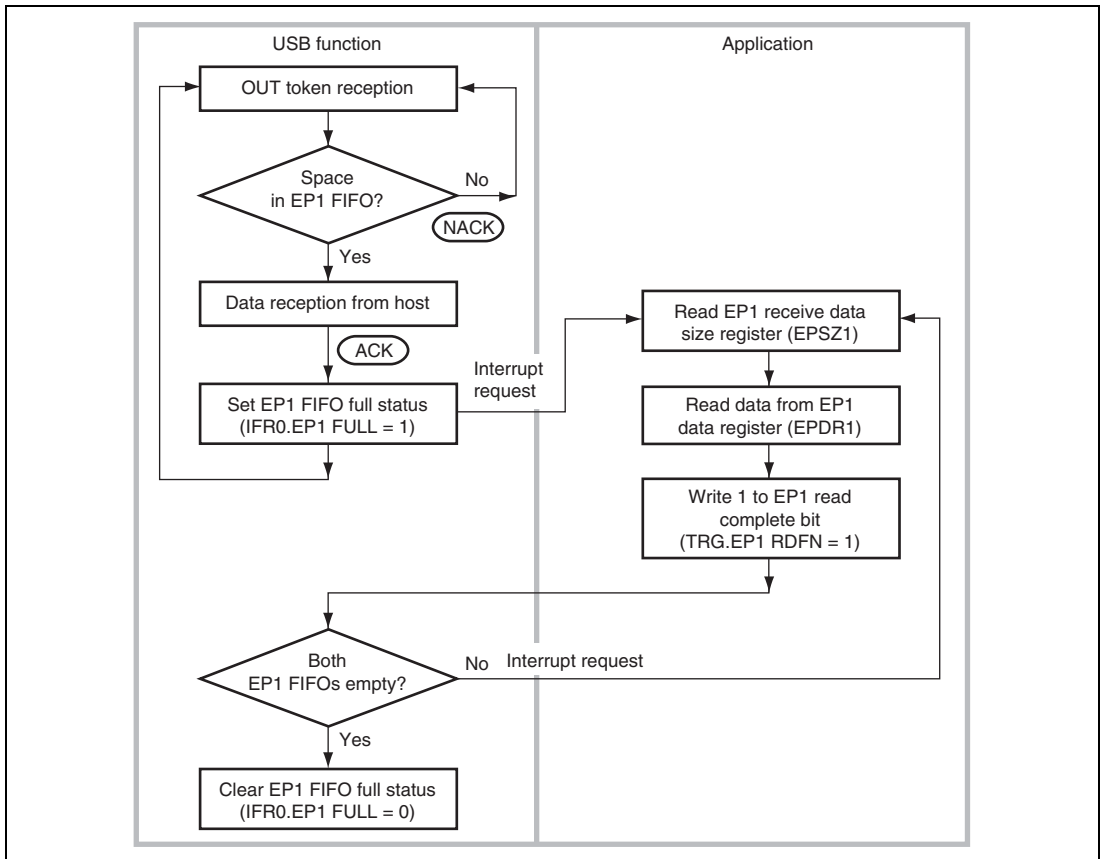 USB function
Application
OUT token reception
Space
in EP1 FIFO?
No
NACK
Yes
Data reception from host
ACK
Set EP1 FIFO full status
(IFR0.EP1 FULL = 1)
Interrupt
request
Read EP1 receive data
size register (EPSZ1)
Read data from EP1
data register (EPDR1)
Write 1 to EP1 read
complete bit
(TRG.EP1 RDFN = 1)
Both
EP1 FIFOs empty?
No Interrupt request
Yes
Clear EP1 FIFO full status
(IFR0.EP1 FULL = 0)